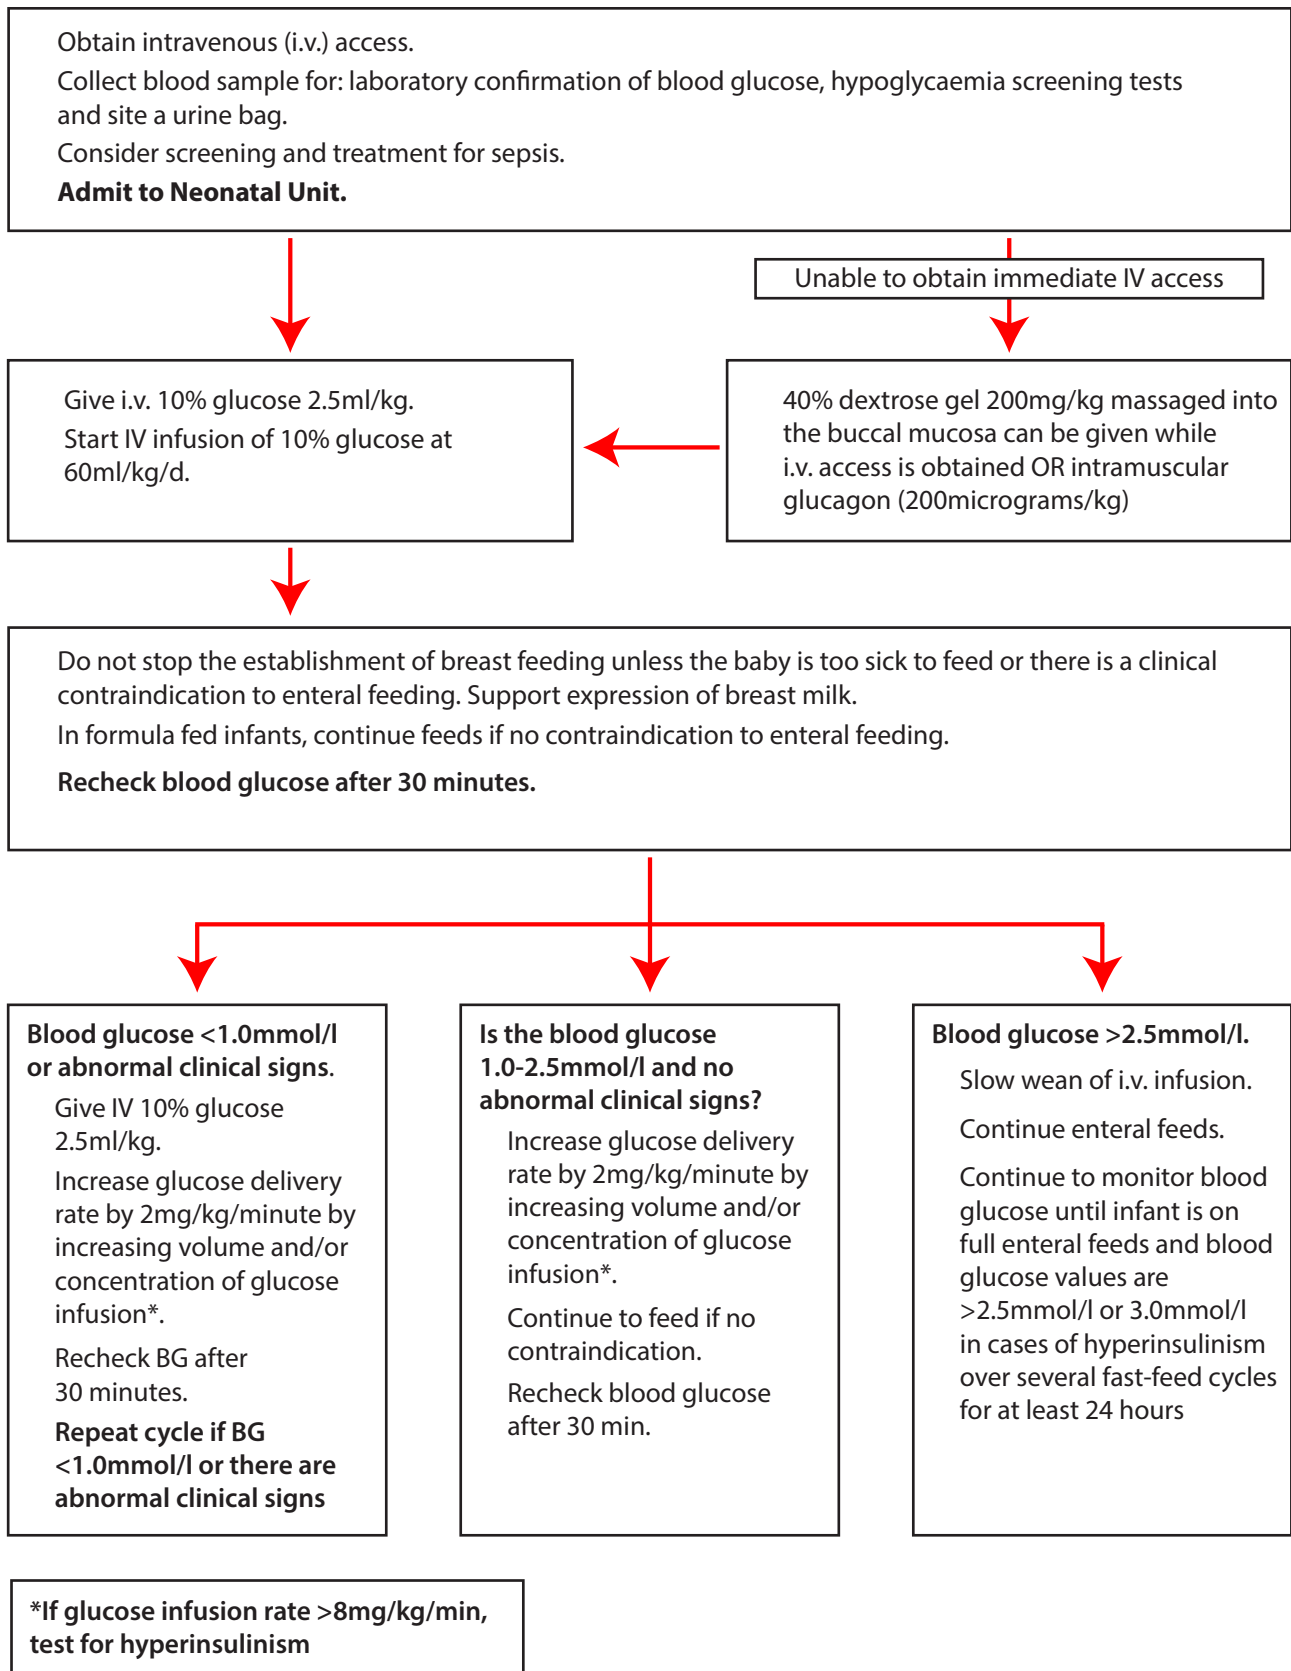 Obtain intravenous (i.v.) access.
Collect blood sample for: laboratory confirmation of blood glucose, hypoglycaemia screening tests
and site a urine bag.
Consider screening and treatment for sepsis.
Admit to Neonatal Unit.
Unable to obtain immediate IV access
Give i.v. 10% glucose 2.5ml/kg.
Start IV infusion of 10% glucose at
60ml/kg/d.
40% dextrose gel 200mg/kg massaged into
the buccal mucosa can be given while
i.v. access is obtained OR intramuscular
glucagon (200micrograms/kg)
Do not stop the establishment of breast feeding unless the baby is too sick to feed or there is a clinical
contraindication to enteral feeding. Support expression of breast milk.
In formula fed infants, continue feeds if no contraindication to enteral feeding.
Recheck blood glucose after 30 minutes.
Blood glucose <1.0mmol/l
or abnormal clinical signs.
Give IV 10% glucose
2.5ml/kg.
Increase glucose delivery
rate by 2mg/kg/minute by
increasing volume and/or
concentration of glucose
infusion*.
Recheck BG after
30 minutes.
Repeat cycle if BG
<1.0mmol/l or there are
abnormal clinical signs
Is the blood glucose
1.0-2.5mmol/l and no
abnormal clinical signs?
Increase glucose delivery
rate by 2mg/kg/minute by
increasing volume and/or
concentration of glucose
infusion*.
Continue to feed if no
contraindication.
Recheck blood glucose
after 30 min.
Blood glucose >2.5mmol/l.
Slow wean of i.v. infusion.
Continue enteral feeds.
Continue to monitor blood
glucose until infant is on
full enteral feeds and blood
glucose values are
>2.5mmol/l or 3.0mmol/l
in cases of hyperinsulinism
over several fast-feed cycles
for at least 24 hours
*If glucose infusion rate >8mg/kg/min,
test for hyperinsulinism